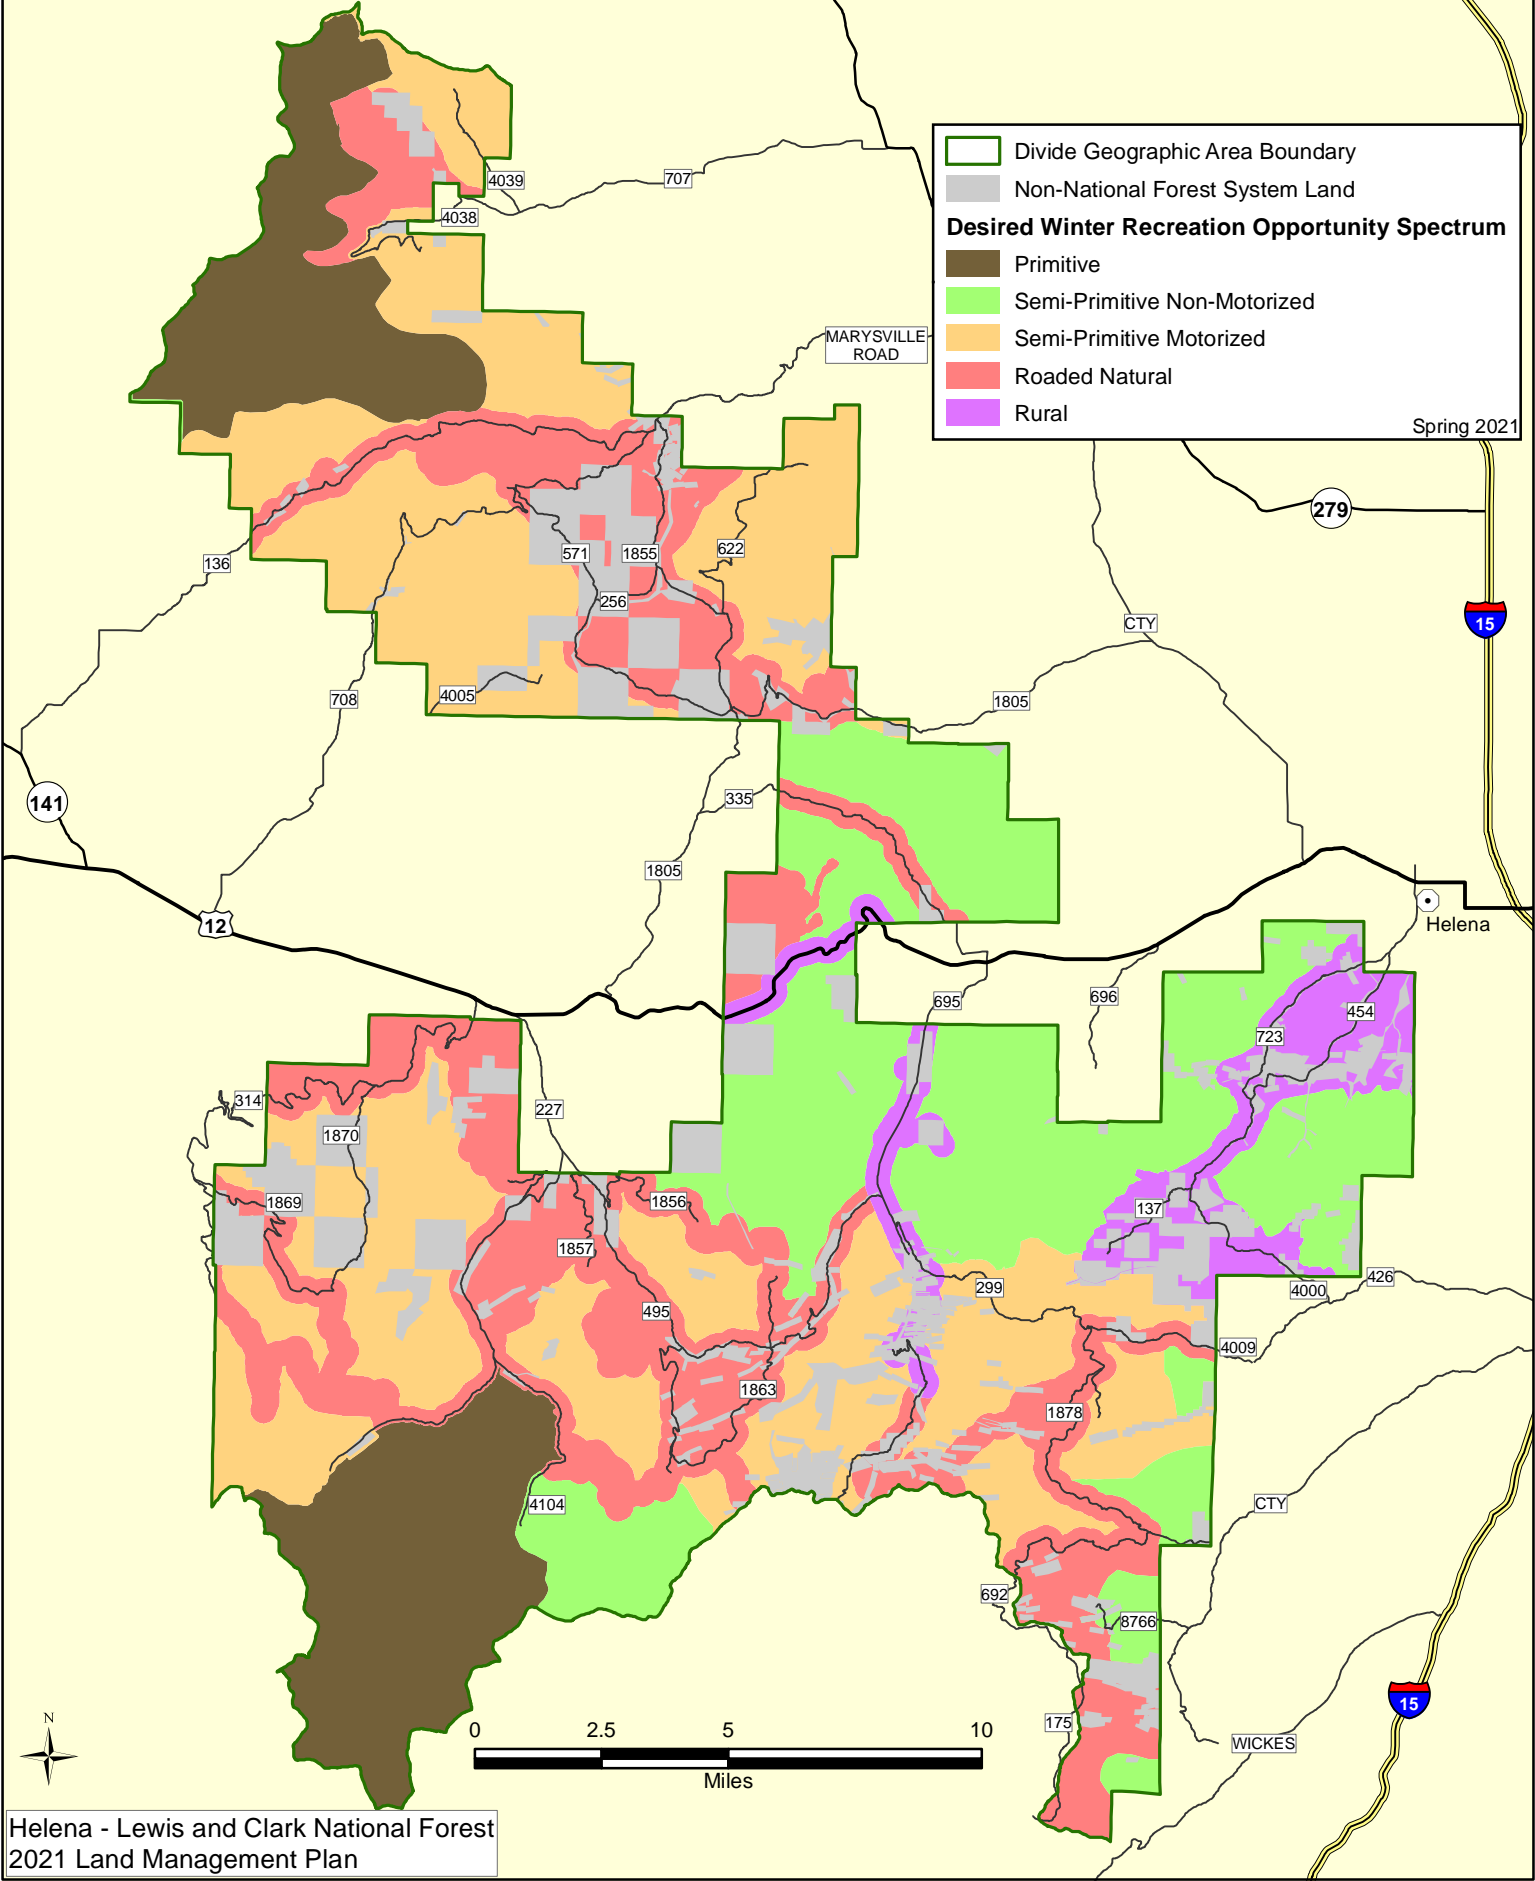 Divide Geographic Area Boundary
Non-National Forest System Land
Desired Winter Recreation Opportunity Spectrum
Primitive
Semi-Primitive Non-Motorized
Semi-Primitive Motorized
Roaded Natural
Rural
Spring 2021
4039
707
4038
MARYSVILLE
ROAD
279
136
571
1855
622
256
15
CTY
708
4005
1805
141
335
1805
12
Helena
695
696
454
723
314
227
1870
1869
1856
137
1857
299
426
4000
495
4009
1863
1878
4104
CTY
692
8766
175
15
WICKES
N
0
2.5
5
10
Miles
Helena - Lewis and Clark National Forest
2021 Land Management Plan